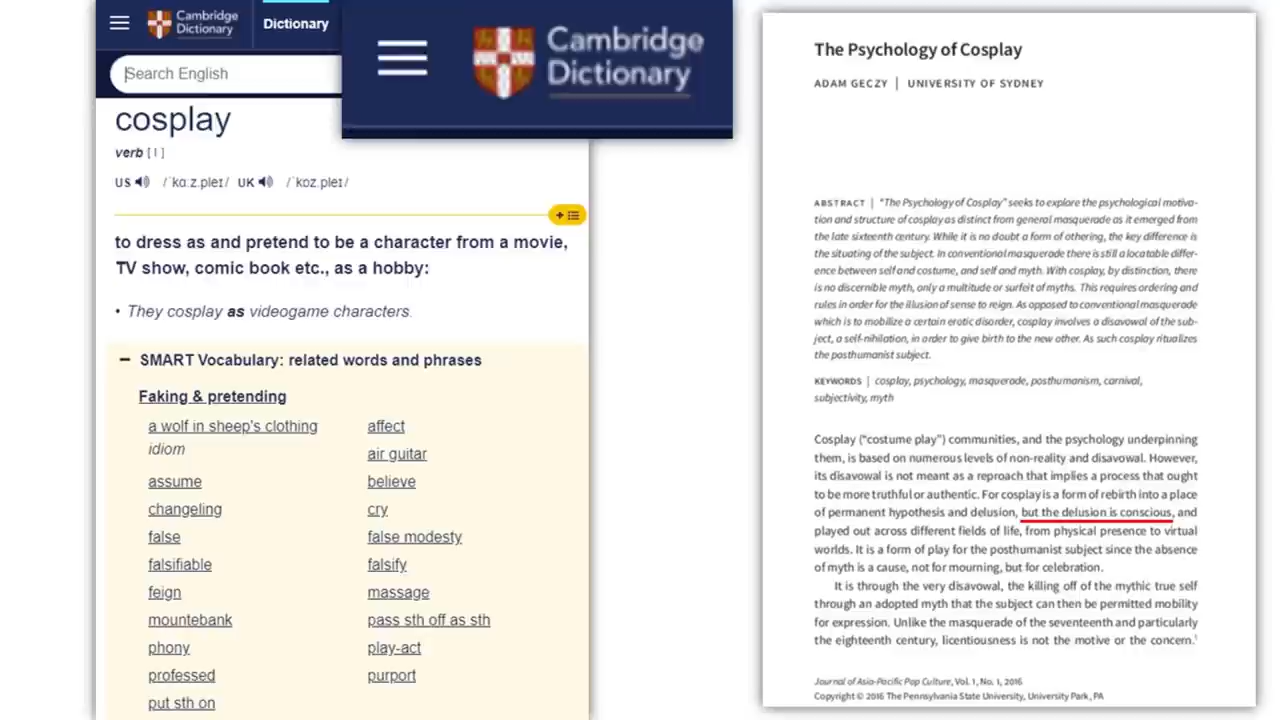 Cambridge
Dictionary
Dictionary
Search English
Cambridge
Dictionary
cosplay
verb [ I ]
US /ˈkɑː.z.pleɪ/ UK /ˈkɒz.pleɪ/
to dress as and pretend to be a character from a movie,
TV show, comic book etc., as a hobby:
• They cosplay as videogame characters.
– SMART Vocabulary: related words and phrases
Faking & pretending
a wolf in sheep's clothing
idiom
assume
changeling
false
falsifiable
feign
mountebank
phony
professed
put sth on
affect
air guitar
believe
cry
false modesty
falsify
massage
pass sth off as sth
play-act
purport
The Psychology of Cosplay
ADAM GECZY | UNIVERSITY OF SYDNEY
ABSTRACT | “The Psychology of Cosplay” seeks to explore the psychological motiva-
tion and structure of cosplay as distinct from general masquerade as it emerged from
the late sixteenth century. While it is no doubt a form of othering, the key difference is
the situating of the subject. In conventional masquerade there is still a locatable differ-
ence between self and costume, and self and myth. With cosplay, by distinction, there
is no discernible myth, only a multitude or surfeit of myths. This requires ordering and
rules in order for the illusion of sense to reign. As opposed to conventional masquerade
which is to mobilize a certain erotic disorder, cosplay involves a disavowal of the sub-
ject, a self-nihilation, in order to give birth to the new other. As such cosplay ritualizes
the posthumanist subject.
KEYWORDS | cosplay, psychology, masquerade, posthumanism, carnival,
subjectivity, myth
Cosplay (“costume play”) communities, and the psychology underpinning
them, is based on numerous levels of non-reality and disavowal. However,
its disavowal is not meant as a reproach that implies a process that ought
to be more truthful or authentic. For cosplay is a form of rebirth into a place
of permanent hypothesis and delusion, but the delusion is conscious, and
played out across different fields of life, from physical presence to virtual
worlds. It is a form of play for the posthumanist subject since the absence
of myth is a cause, not for mourning, but for celebration.
It is through the very disavowal, the killing off of the mythic true self
through an adopted myth that the subject can then be permitted mobility
for expression. Unlike the masquerade of the seventeenth and particularly
the eighteenth century, licentiousness is not the motive or the concern.¹
Journal of Asia-Pacific Pop Culture, Vol. 1, No. 1, 2016
Copyright © 2016 The Pennsylvania State University, University Park, PA